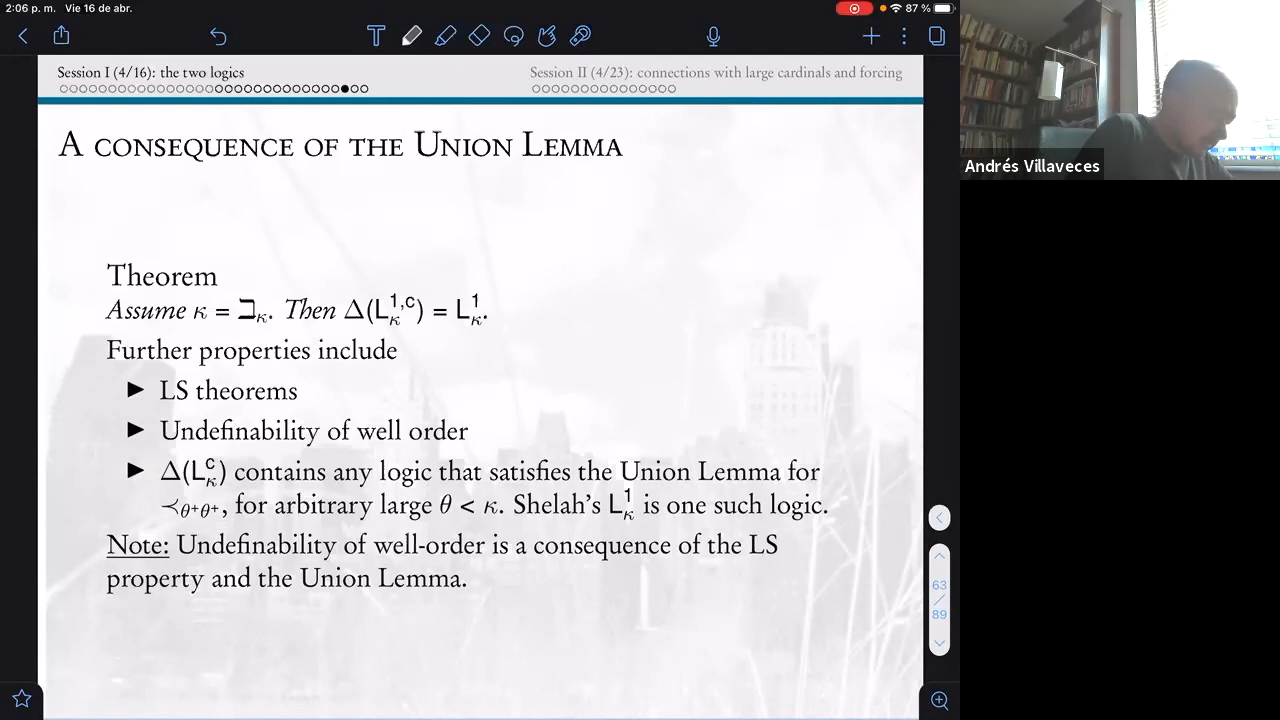 2:06 p. m. Vie 16 de abr.
87 %
Session I (4/16): the two logics
Session II (4/23): connections with large cardinals and forcing
A CONSEQUENCE OF THE UNION LEMMA
Andrés Villaveces
Theorem
Assume κ = ℶ_κ. Then Δ(L_κ^{1,c}) = L_κ^1.
Further properties include
► LS theorems
► Undefinability of well order
► Δ(L_κ^c) contains any logic that satisfies the Union Lemma for
≺_{θ⁺θ⁺}, for arbitrary large θ < κ. Shelah's L_κ^1 is one such logic.
Note: Undefinability of well-order is a consequence of the LS
property and the Union Lemma.
63
/
89